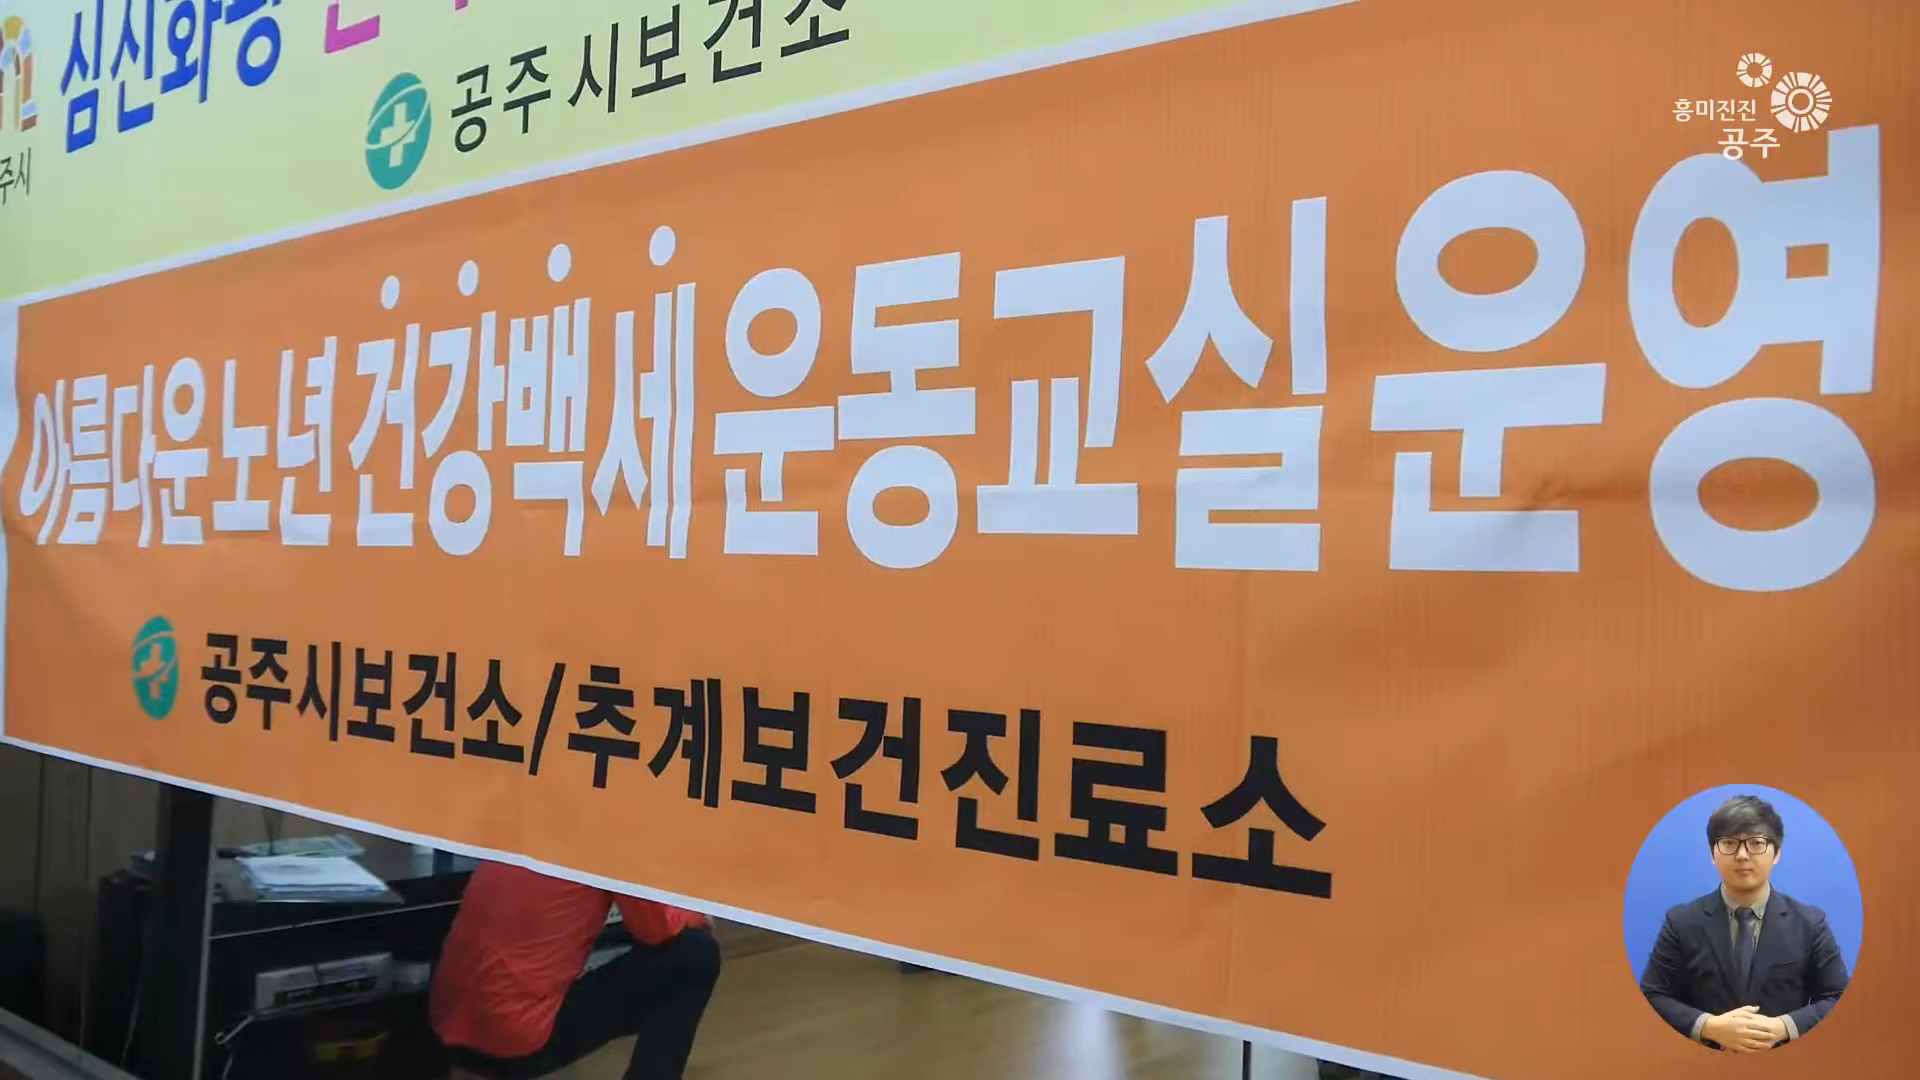 심신화평
공주시보건소
주시
흥미진진
공주
아름다운 노년 건강백세 운동교실 운영
공주시보건소/추계보건진료소